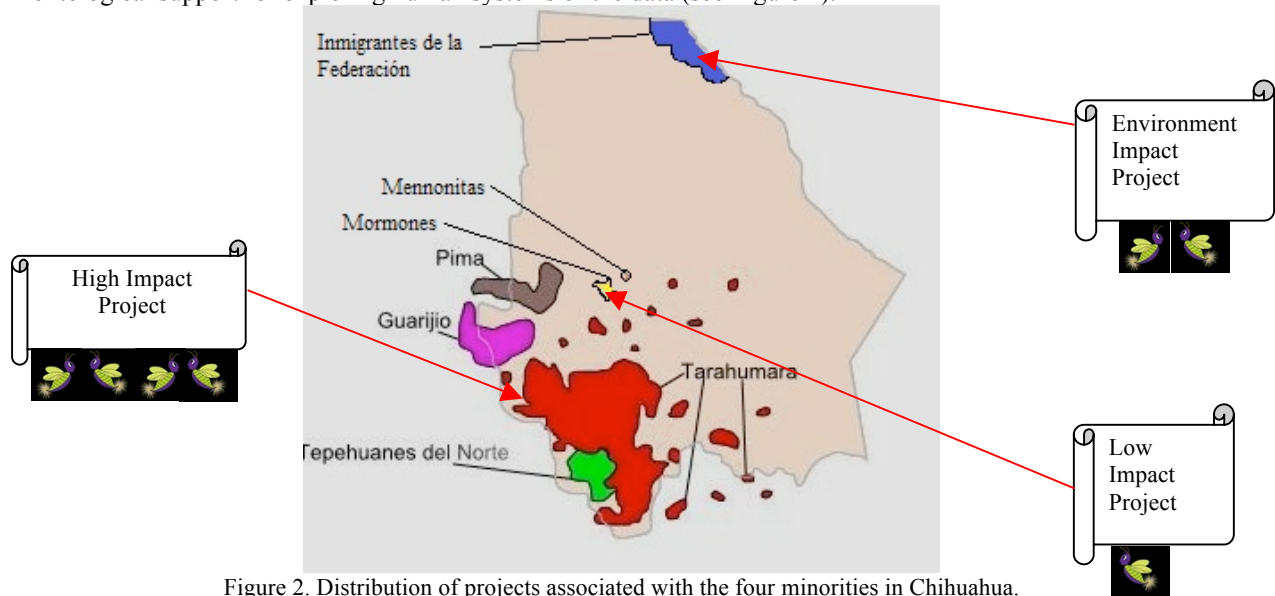 Inmigrantes de la
Federación
Environment
Impact
Project
Mennonitas
Mormones
Pima
High Impact
Project
Guarijio
Tarahumara
Tepehuanes del Norte
Low
Impact
Project
Figure 2. Distribution of projects associated with the four minorities in Chihuahua.